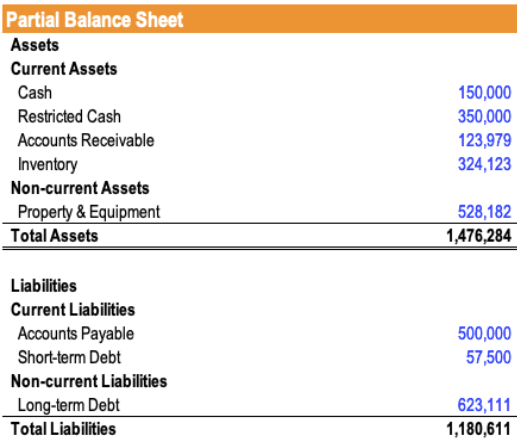 Partial Balance Sheet
Assets
Current Assets
Cash 150,000
Restricted Cash 350,000
Accounts Receivable 123,979
Inventory 324,123
Non-current Assets
Property & Equipment 528,182
Total Assets 1,476,284
Liabilities
Current Liabilities
Accounts Payable 500,000
Short-term Debt 57,500
Non-current Liabilities
Long-term Debt 623,111
Total Liabilities 1,180,611